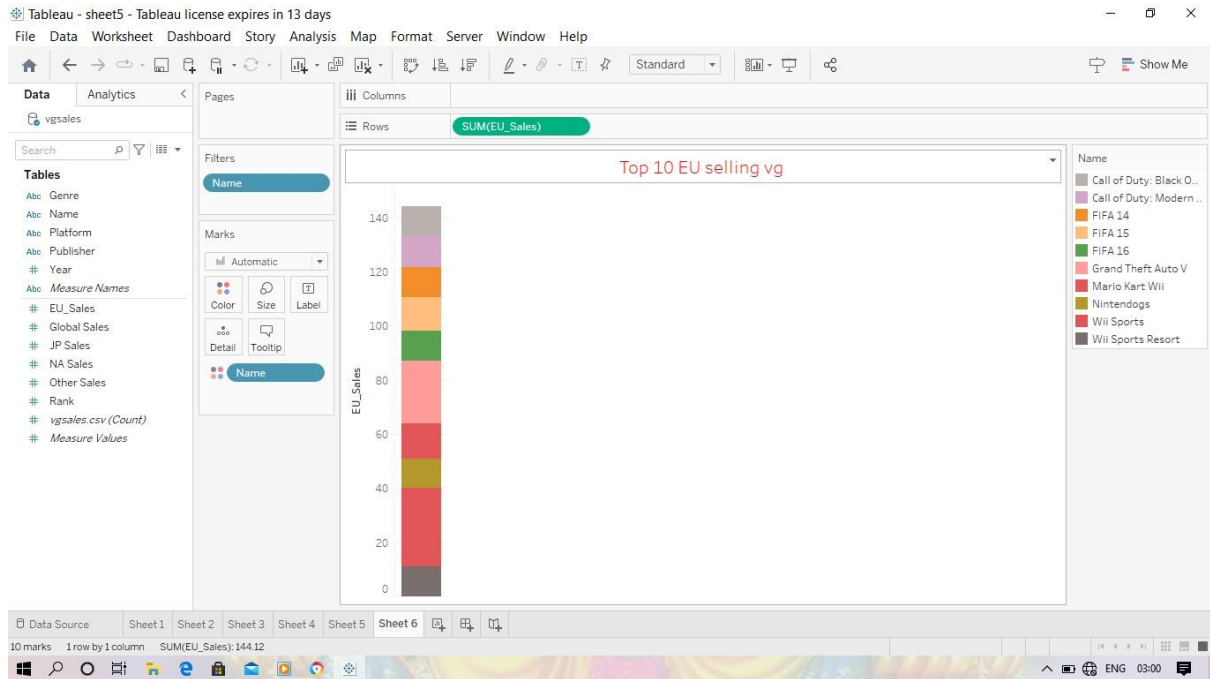 Tableau - sheet5 - Tableau license expires in 13 days
File Data Worksheet Dashboard Story Analysis Map Format Server Window Help
Standard
Show Me
Data Analytics
Pages
Columns
vgsales
Rows
SUM(EU_Sales)
Search
Filters
Top 10 EU selling vg
Name
Tables
Name
Call of Duty: Black O..
Abc Genre
Call of Duty: Modern ..
Abc Name
FIFA 14
Abc Platform
Marks
FIFA 15
Abc Publisher
FIFA 16
# Year
Automatic
Grand Theft Auto V
Abc Measure Names
Mario Kart Wii
# EU_Sales
Color Size Label
Nintendogs
# Global Sales
Wii Sports
# JP Sales
Detail Tooltip
Wii Sports Resort
# NA Sales
Name
# Other Sales
# Rank
# vgsales.csv (Count)
# Measure Values
EU_Sales
140
120
100
80
60
40
20
0
Data Source Sheet 1 Sheet 2 Sheet 3 Sheet 4 Sheet 5 Sheet 6
10 marks 1 row by 1 column SUM(EU_Sales): 144.12
ENG 03:00